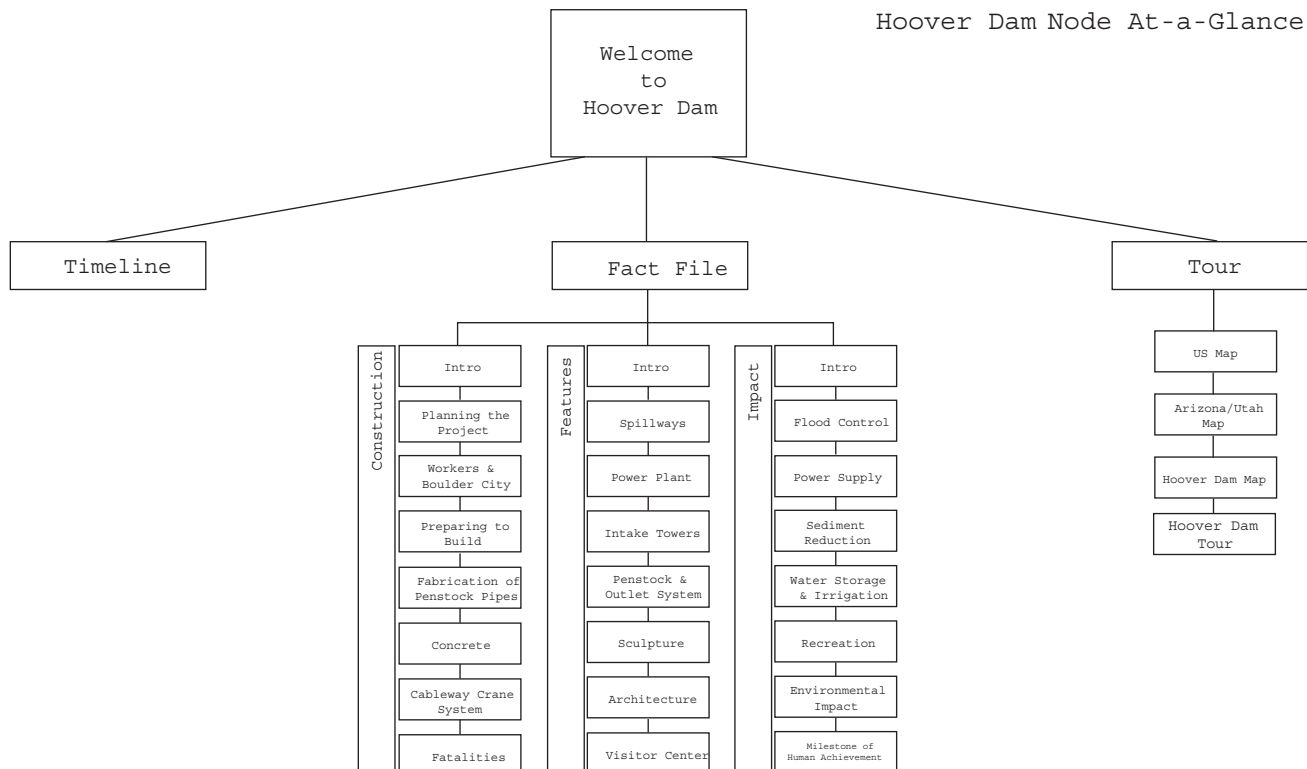 Hoover Dam Node At-a-Glance
Welcome
to
Hoover Dam
Timeline
Fact File
Tour
Construction
Intro
Planning the
Project
Workers &
Boulder City
Preparing to
Build
Fabrication of
Penstock Pipes
Concrete
Cableway Crane
System
Fatalities
Features
Intro
Spillways
Power Plant
Intake Towers
Penstock &
Outlet System
Sculpture
Architecture
Visitor Center
Impact
Intro
Flood Control
Power Supply
Sediment
Reduction
Water Storage
& Irrigation
Recreation
Environmental
Impact
Milestone of
Human Achievement
US Map
Arizona/Utah
Map
Hoover Dam Map
Hoover Dam
Tour